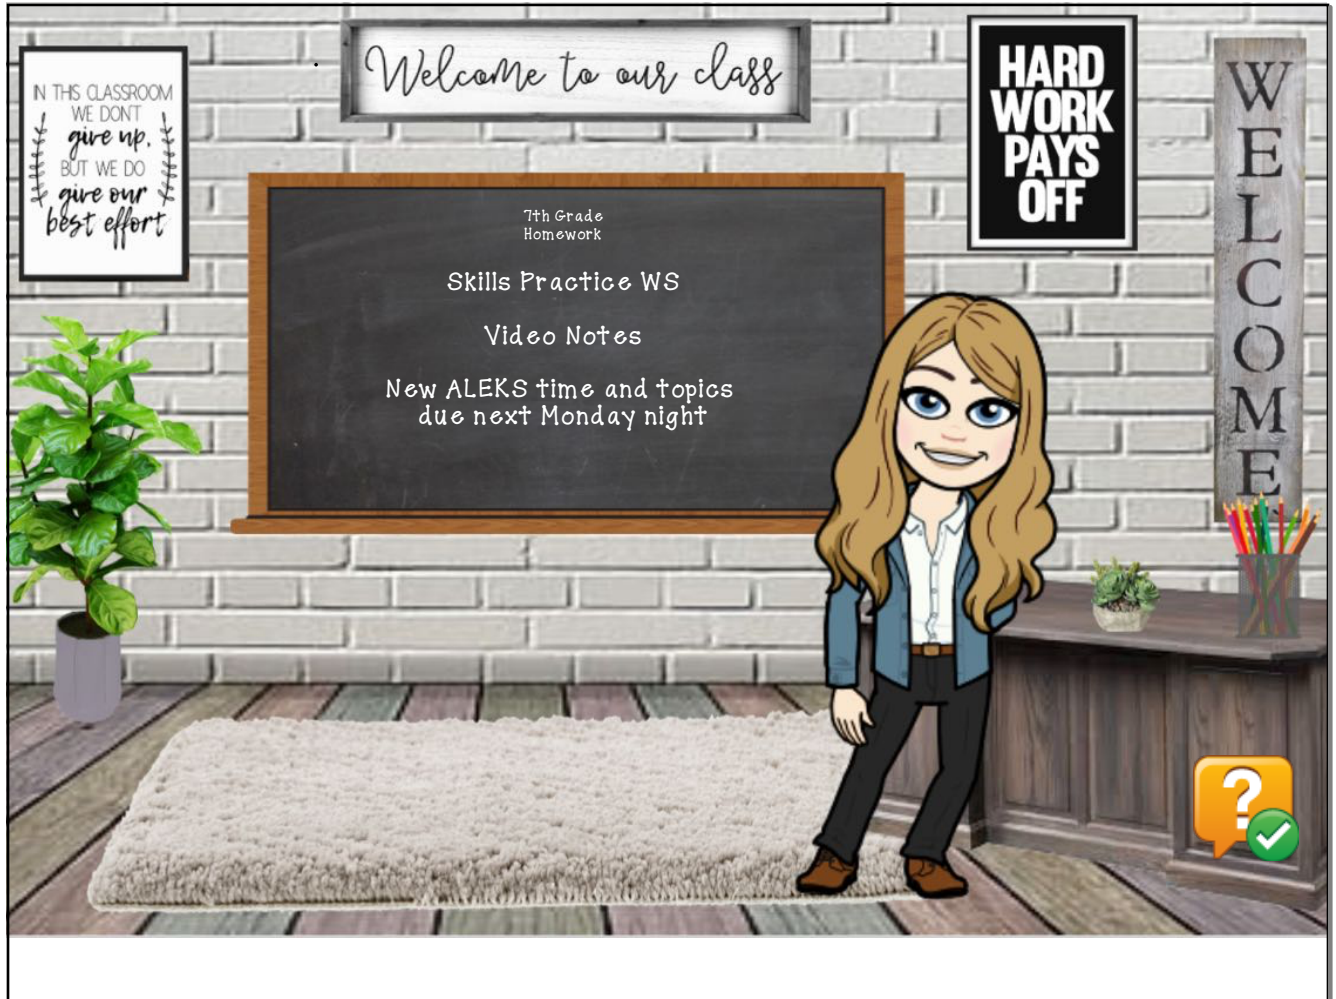 Welcome to our class
IN THIS CLASSROOM
WE DON'T
give up,
BUT WE DO
give our
best effort
HARD
WORK
PAYS
OFF
WELCOME
7th Grade
Homework
Skills Practice WS
Video Notes
New ALEKS time and topics
due next Monday night
?